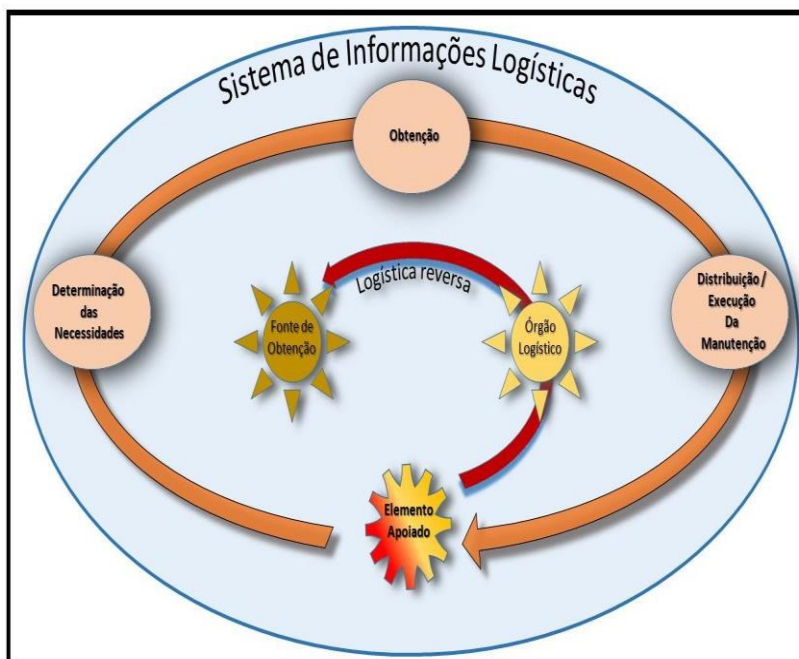 Sistema de Informações Logísticas
Obtenção
Determinação
das
Necessidades
Logística reversa
Fonte de
Obtenção
Órgão
Logístico
Distribuição /
Execução
Da
Manutenção
Elemento
Apoiado